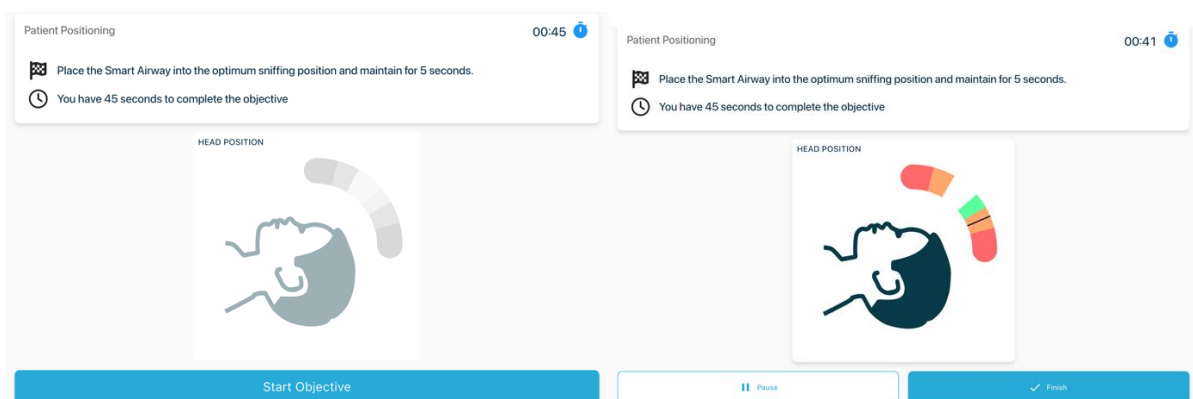 Patient Positioning
00:45
Place the Smart Airway into the optimum sniffing position and maintain for 5 seconds.
You have 45 seconds to complete the objective
HEAD POSITION
Start Objective
Patient Positioning
00:41
Place the Smart Airway into the optimum sniffing position and maintain for 5 seconds.
You have 45 seconds to complete the objective
HEAD POSITION
Pause
Finish